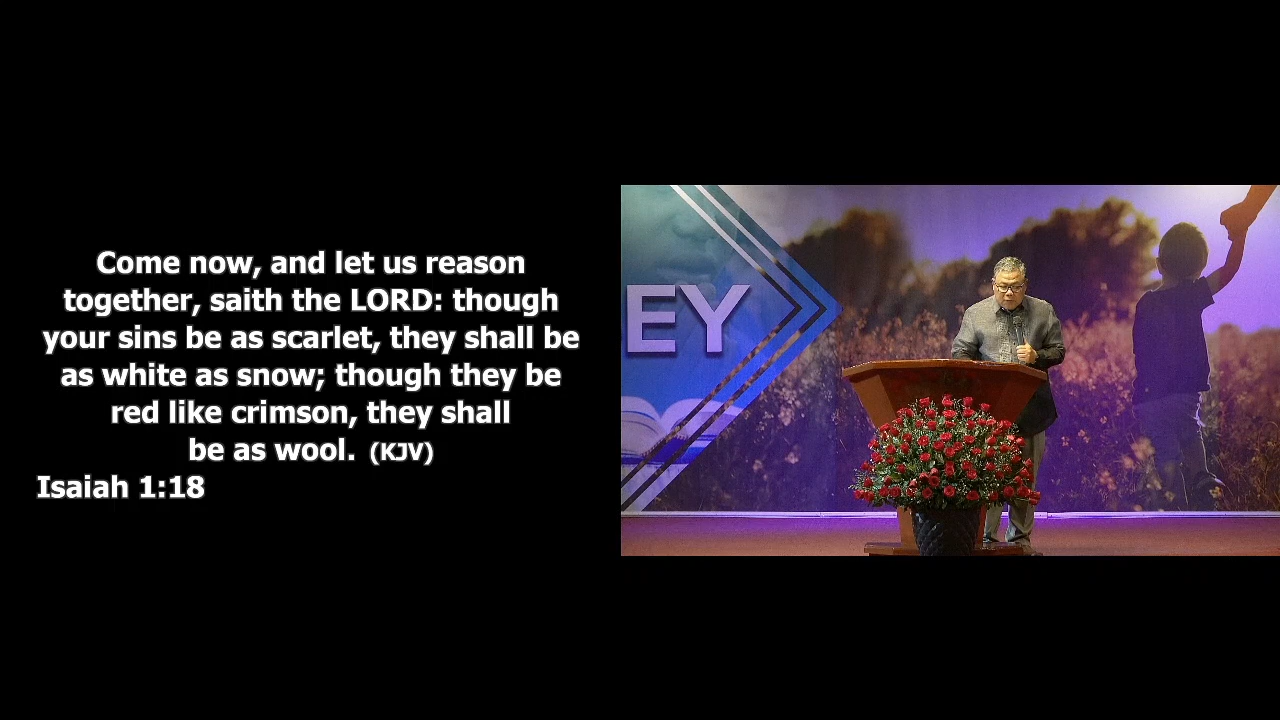 Come now, and let us reason
together, saith the LORD: though
your sins be as scarlet, they shall be
as white as snow; though they be
red like crimson, they shall
be as wool. (KJV)
Isaiah 1:18
EY